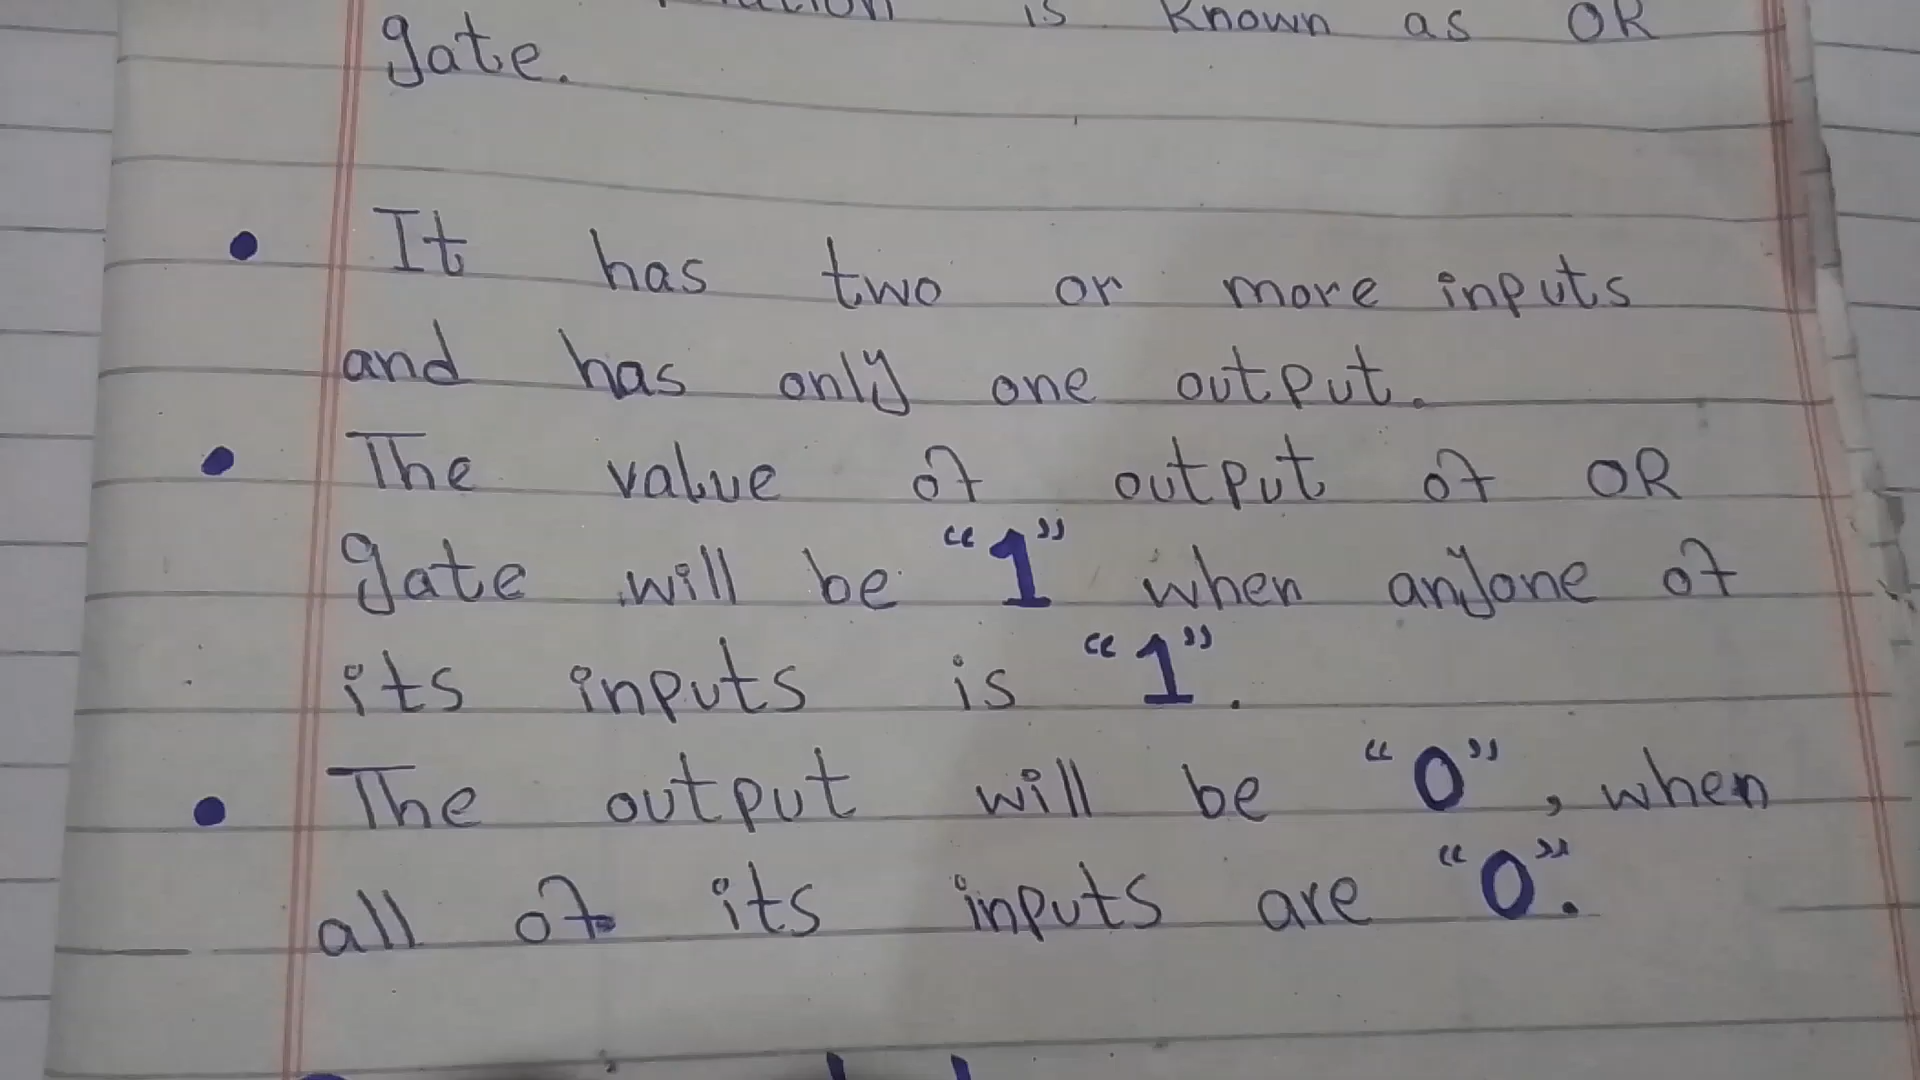 is known as OR
gate.
• It has two or more inputs
and has only one output.
• The value of output of OR
gate will be “1” when anyone of
its inputs is “1”.
• The output will be “0”, when
all of its inputs are “0”.